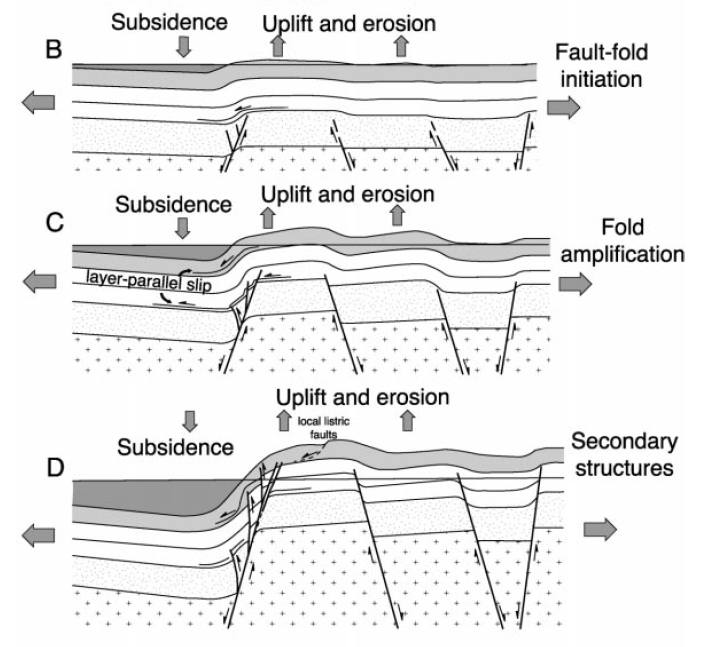 Subsidence
Uplift and erosion
B
Fault-fold
initiation
Subsidence
Uplift and erosion
C
Fold
amplification
layer-parallel slip
Uplift and erosion
local listric
faults
Subsidence
D
Secondary
structures